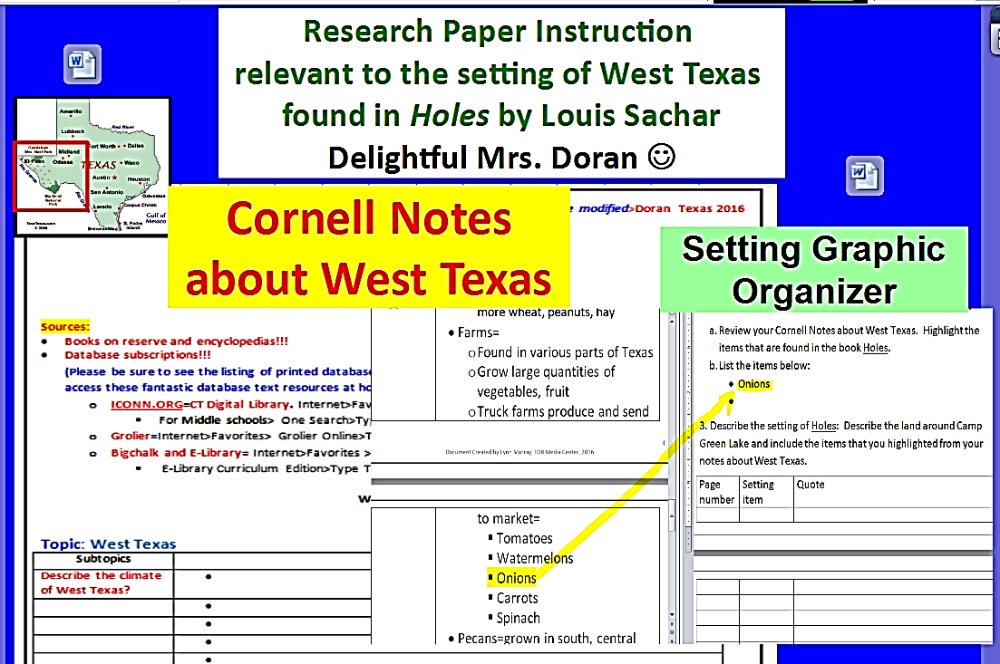 Research Paper Instruction
relevant to the setting of West Texas
found in Holes by Louis Sachar
Delightful Mrs. Doran ☺
Amarillo
Lubbock
Red River
Fort Worth
Dallas
Guadalupe
Mtns. Nat'l Park
Midland
El Paso
Odessa
TEXAS
Waco
Austin
Houston
San Antonio
Galveston
Big Bend
National
Park
Laredo
Corpus Christi
Gulf of
Mexico
S. Padre
Island
Brownsville
TourTexas.com
Cornell Notes
about West Texas
modified>Doran Texas 2016
Setting Graphic
Organizer
Sources:
• Books on reserve and encyclopedias!!!
• Database subscriptions!!!
(Please be sure to see the listing of printed databas
access these fantastic database text resources at ho
o ICONN.ORG=CT Digital Library. Internet>Fav
▪ For Middle schools> One Search>Ty
o Grolier=Internet>Favorites> Grolier Online>T
o Bigchalk and E-Library= Internet>Favorites >
▪ E-Library Curriculum Edition>Type T
W
Topic: West Texas
Subtopics
Describe the climate
of West Texas?
more wheat, peanuts, hay
• Farms=
o Found in various parts of Texas
o Grow large quantities of
vegetables, fruit
o Truck farms produce and send
Document Created by Lynn Murray, TOR Media Center, 2016
to market=
▪ Tomatoes
▪ Watermelons
▪ Onions
▪ Carrots
▪ Spinach
• Pecans=grown in south, central
a. Review your Cornell Notes about West Texas. Highlight the
items that are found in the book Holes.
b. List the items below:
♦ Onions
♦
3. Describe the setting of Holes: Describe the land around Camp
Green Lake and include the items that you highlighted from your
notes about West Texas.
Page
number
Setting
item
Quote